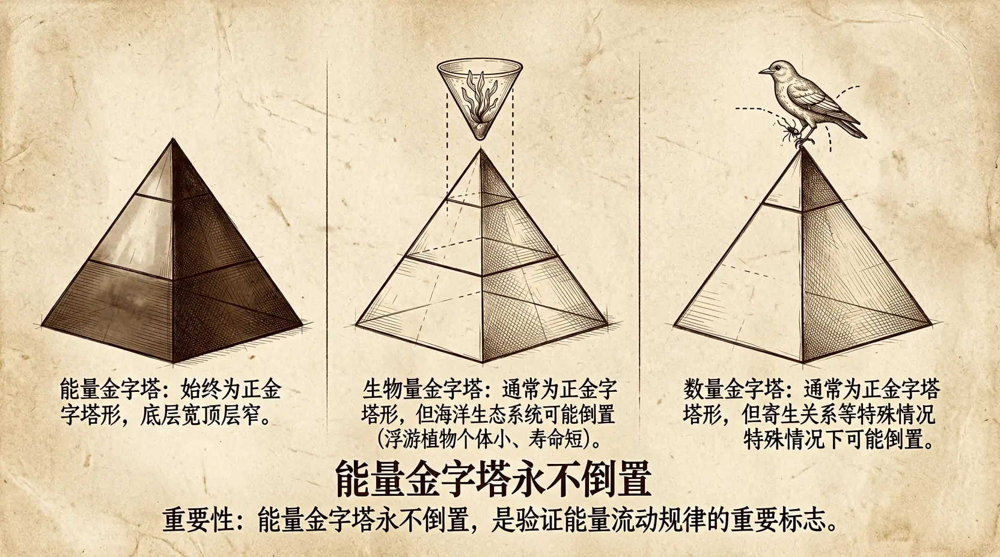 能量金字塔：始终为正金
字塔形，底层宽顶层窄。
生物量金字塔：通常为正金字
塔形，但海洋生态系统可能倒置
（浮游植物个体小、寿命短）。
数量金字塔：通常为正金字塔
塔形，但寄生关系等特殊情况
特殊情况下可能倒置。
能量金字塔永不倒置
重要性：能量金字塔永不倒置，是验证能量流动规律的重要标志。